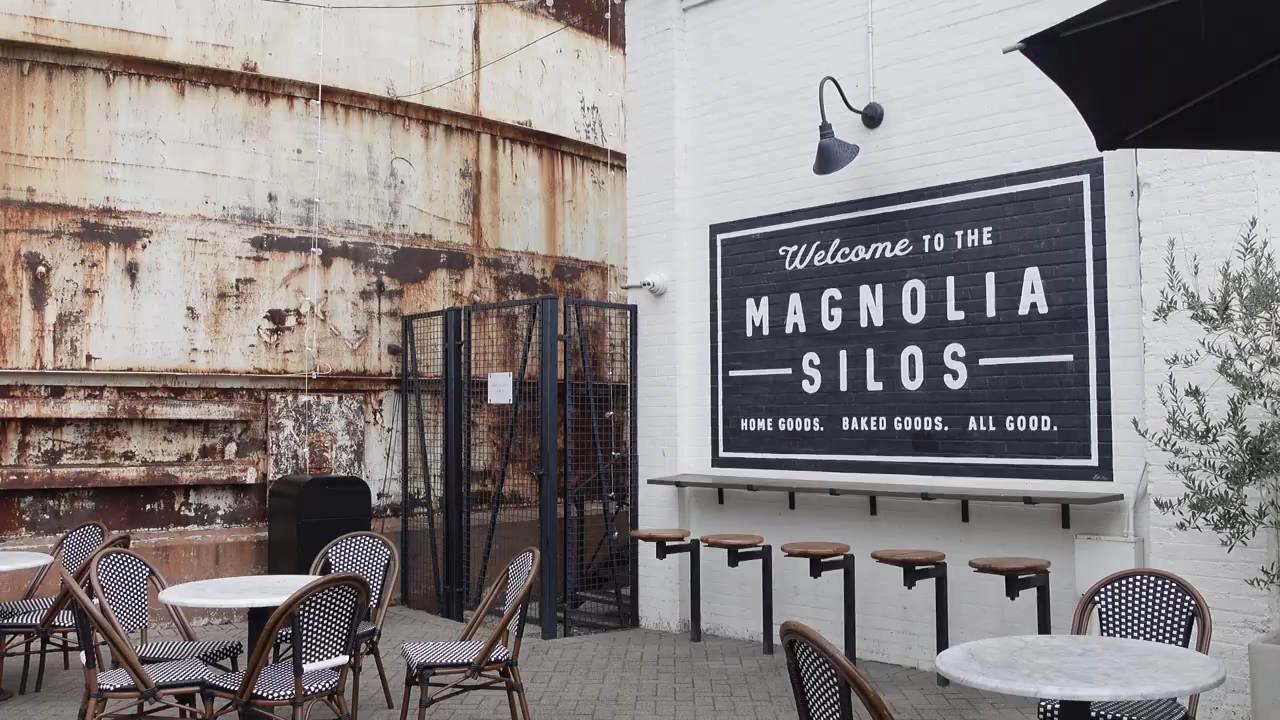 Welcome TO THE
MAGNOLIA
SILOS
HOME GOODS. BAKED GOODS. ALL GOOD.